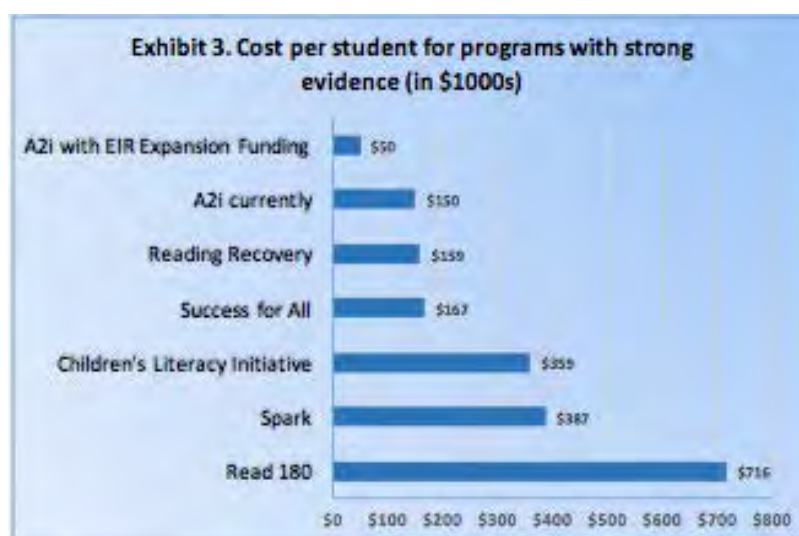 Exhibit 3. Cost per student for programs with strong
evidence (in $1000s)
A2i with EIR Expansion Funding $50
A2i currently $150
Reading Recovery $159
Success for All $167
Children's Literacy Initiative $359
Spark $387
Read 180 $716
$0 $100 $200 $300 $400 $500 $600 $700 $800